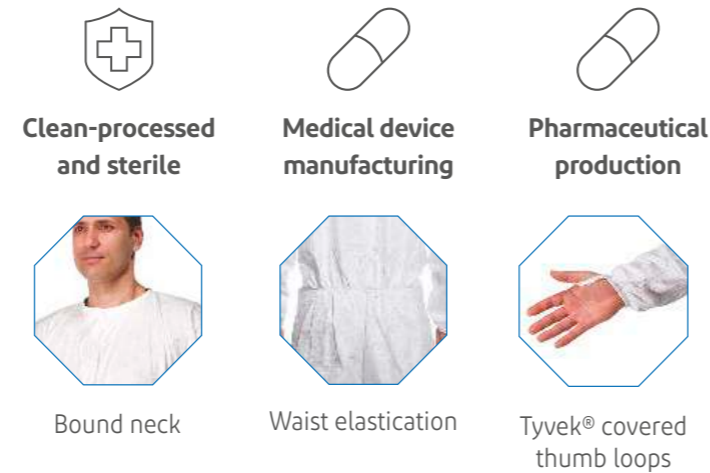 Clean-processed
and sterile
Medical device
manufacturing
Pharmaceutical
production
Bound neck
Waist elastication
Tyvek® covered
thumb loops